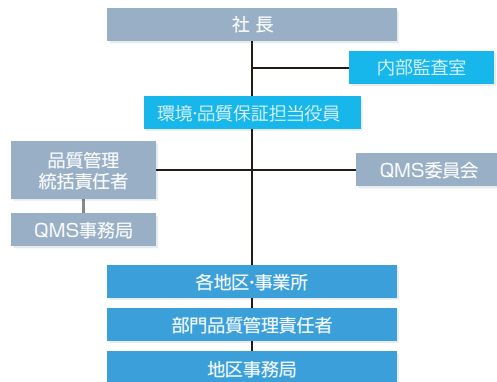 社 長
内部監査室
環境・品質保証担当役員
品質管理
統括責任者
QMS委員会
QMS事務局
各地区・事業所
部門品質管理責任者
地区事務局